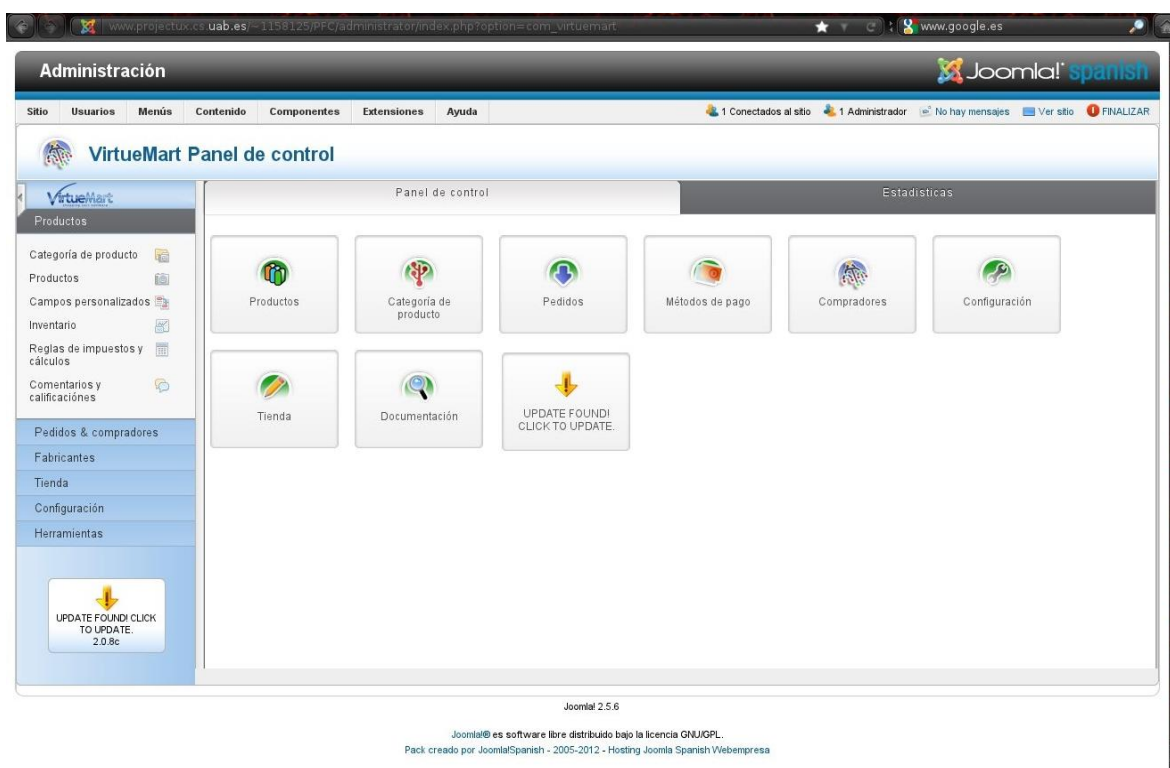 www.projectux.cs.uab.es/~1158125/PFC/administrator/index.php?option=com_virtuemart
www.google.es
Administración
Joomla! spanish
Sitio Usuarios Menús Contenido Componentes Extensiones Ayuda
1 Conectados al sitio 1 Administrador No hay mensajes Ver sitio FINALIZAR
VirtueMart Panel de control
VirtueMart
Productos
Categoría de producto
Productos
Campos personalizados
Inventario
Reglas de impuestos y
cálculos
Comentarios y
calificaciónes
Pedidos & compradores
Fabricantes
Tienda
Configuración
Herramientas
UPDATE FOUND! CLICK
TO UPDATE.
2.0.8c
Panel de control
Estadisticas
Productos
Categoría de
producto
Pedidos
Métodos de pago
Compradores
Configuración
Tienda
Documentación
UPDATE FOUND!
CLICK TO UPDATE.
Joomla! 2.5.6
Joomla!® es software libre distribuido bajo la licencia GNU/GPL.
Pack creado por Joomla!Spanish - 2005-2012 - Hosting Joomla Spanish Webempresa